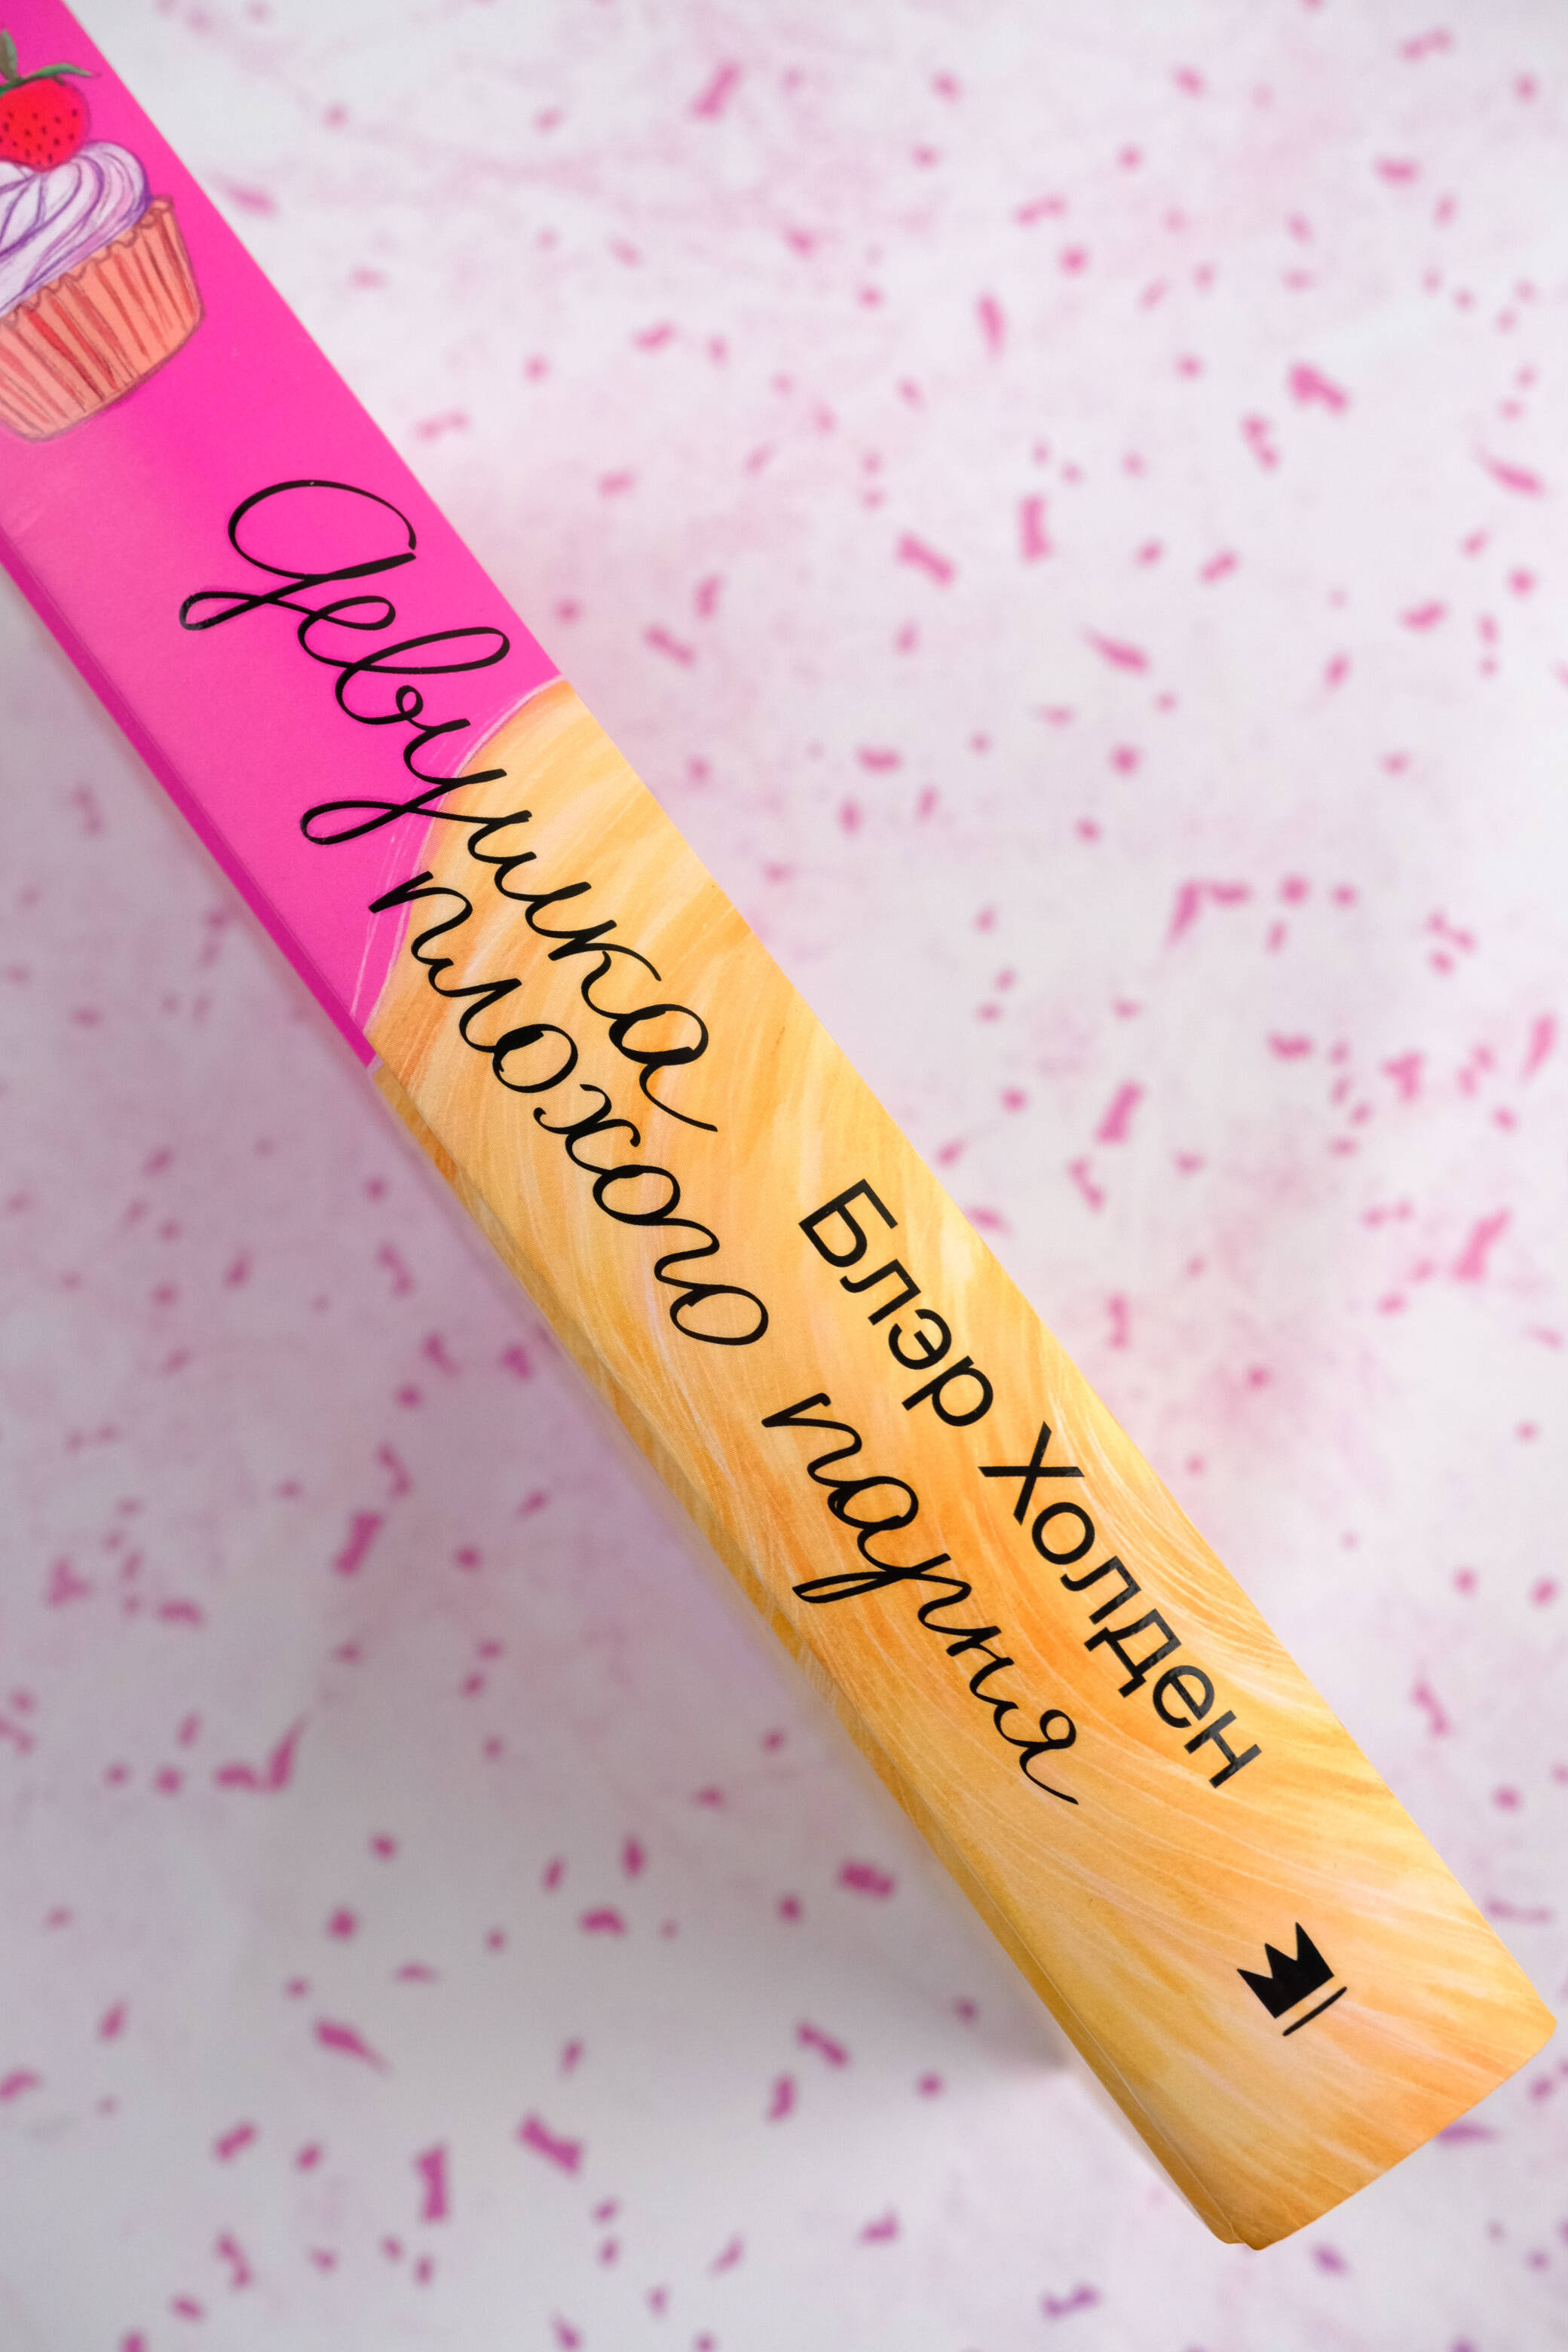 Девушка
плохого парня
Блэр Холден